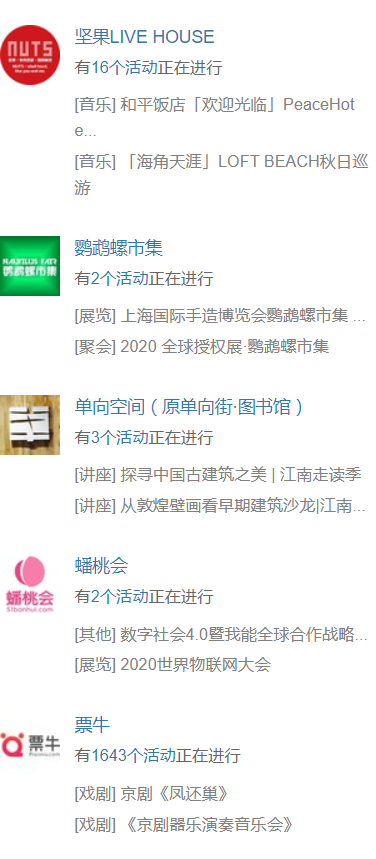 NUTS
坚果LIVE HOUSE
有16个活动正在进行
[音乐] 和平饭店「欢迎光临」PeaceHot
e...
[音乐] 「海角天涯」LOFT BEACH秋日巡
游
NAUTILUS FAIR
鹦鹉螺市集
鹦鹉螺市集
有2个活动正在进行
[展览] 上海国际手造博览会鹦鹉螺市集 ...
[聚会] 2020 全球授权展·鹦鹉螺市集
单向空间（原单向街·图书馆）
有3个活动正在进行
[讲座] 探寻中国古建筑之美 | 江南走读季
[讲座] 从敦煌壁画看早期建筑沙龙|江南...
蟠桃会
51banhui.com
蟠桃会
有2个活动正在进行
[其他] 数字社会4.0暨我能全球合作战略...
[展览] 2020世界物联网大会
票牛
票牛
有1643个活动正在进行
[戏剧] 京剧《凤还巢》
[戏剧] 《京剧器乐演奏音乐会》